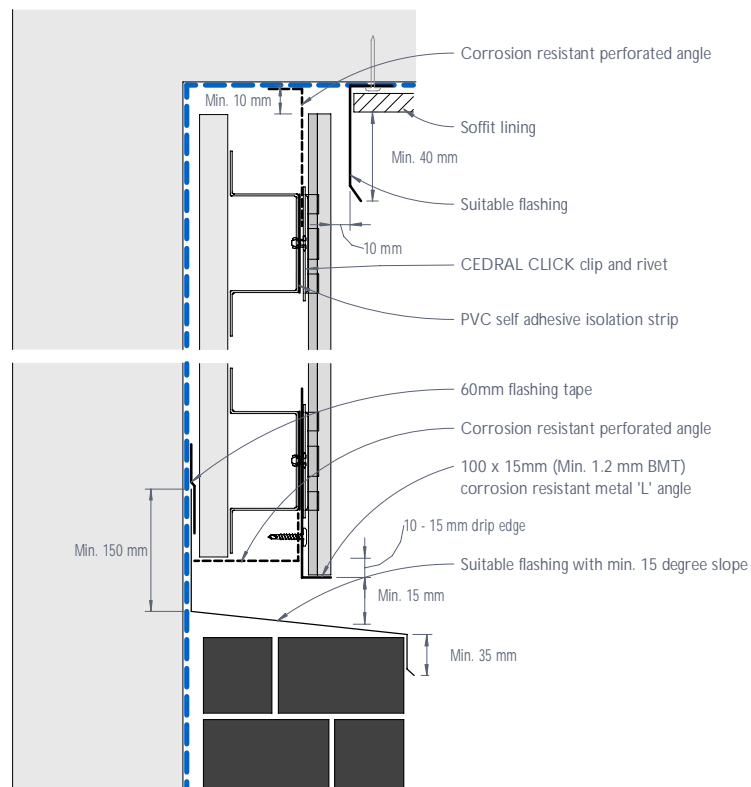 Corrosion resistant perforated angle
Min. 10 mm
Soffit lining
Min. 40 mm
Suitable flashing
10 mm
CEDRAL CLICK clip and rivet
PVC self adhesive isolation strip
60mm flashing tape
Corrosion resistant perforated angle
100 x 15mm (Min. 1.2 mm BMT)
corrosion resistant metal 'L' angle
10 - 15 mm drip edge
Min. 150 mm
Suitable flashing with min. 15 degree slope
Min. 15 mm
Min. 35 mm